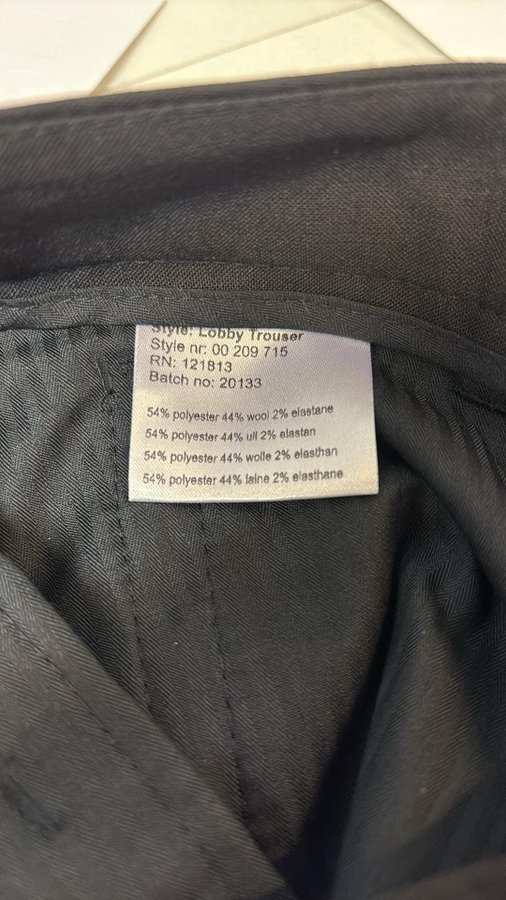 Style: Lobby Trouser
Style nr: 00 209 715
RN: 121813
Batch no: 20133
54% polyester 44% wool 2% elastane
54% polyester 44% ull 2% elastan
54% polyester 44% wolle 2% elasthan
54% polyester 44% laine 2% elasthane